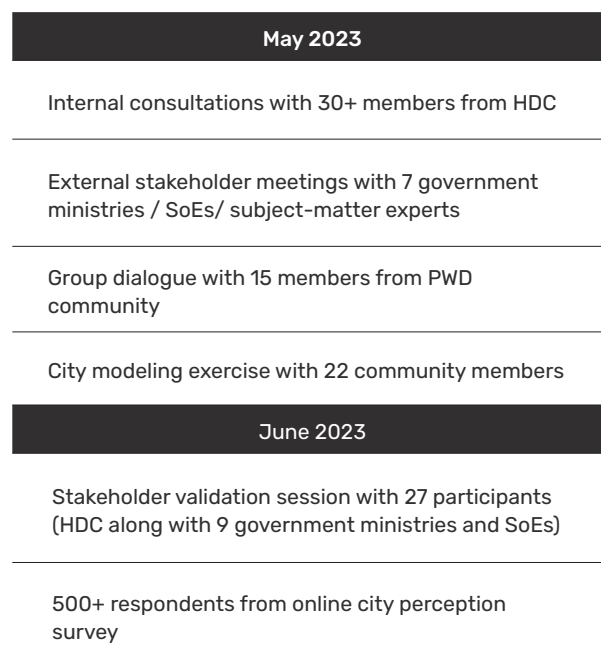 May 2023
Internal consultations with 30+ members from HDC
External stakeholder meetings with 7 government
ministries / SoEs/ subject-matter experts
Group dialogue with 15 members from PWD
community
City modeling exercise with 22 community members
June 2023
Stakeholder validation session with 27 participants
(HDC along with 9 government ministries and SoEs)
500+ respondents from online city perception
survey